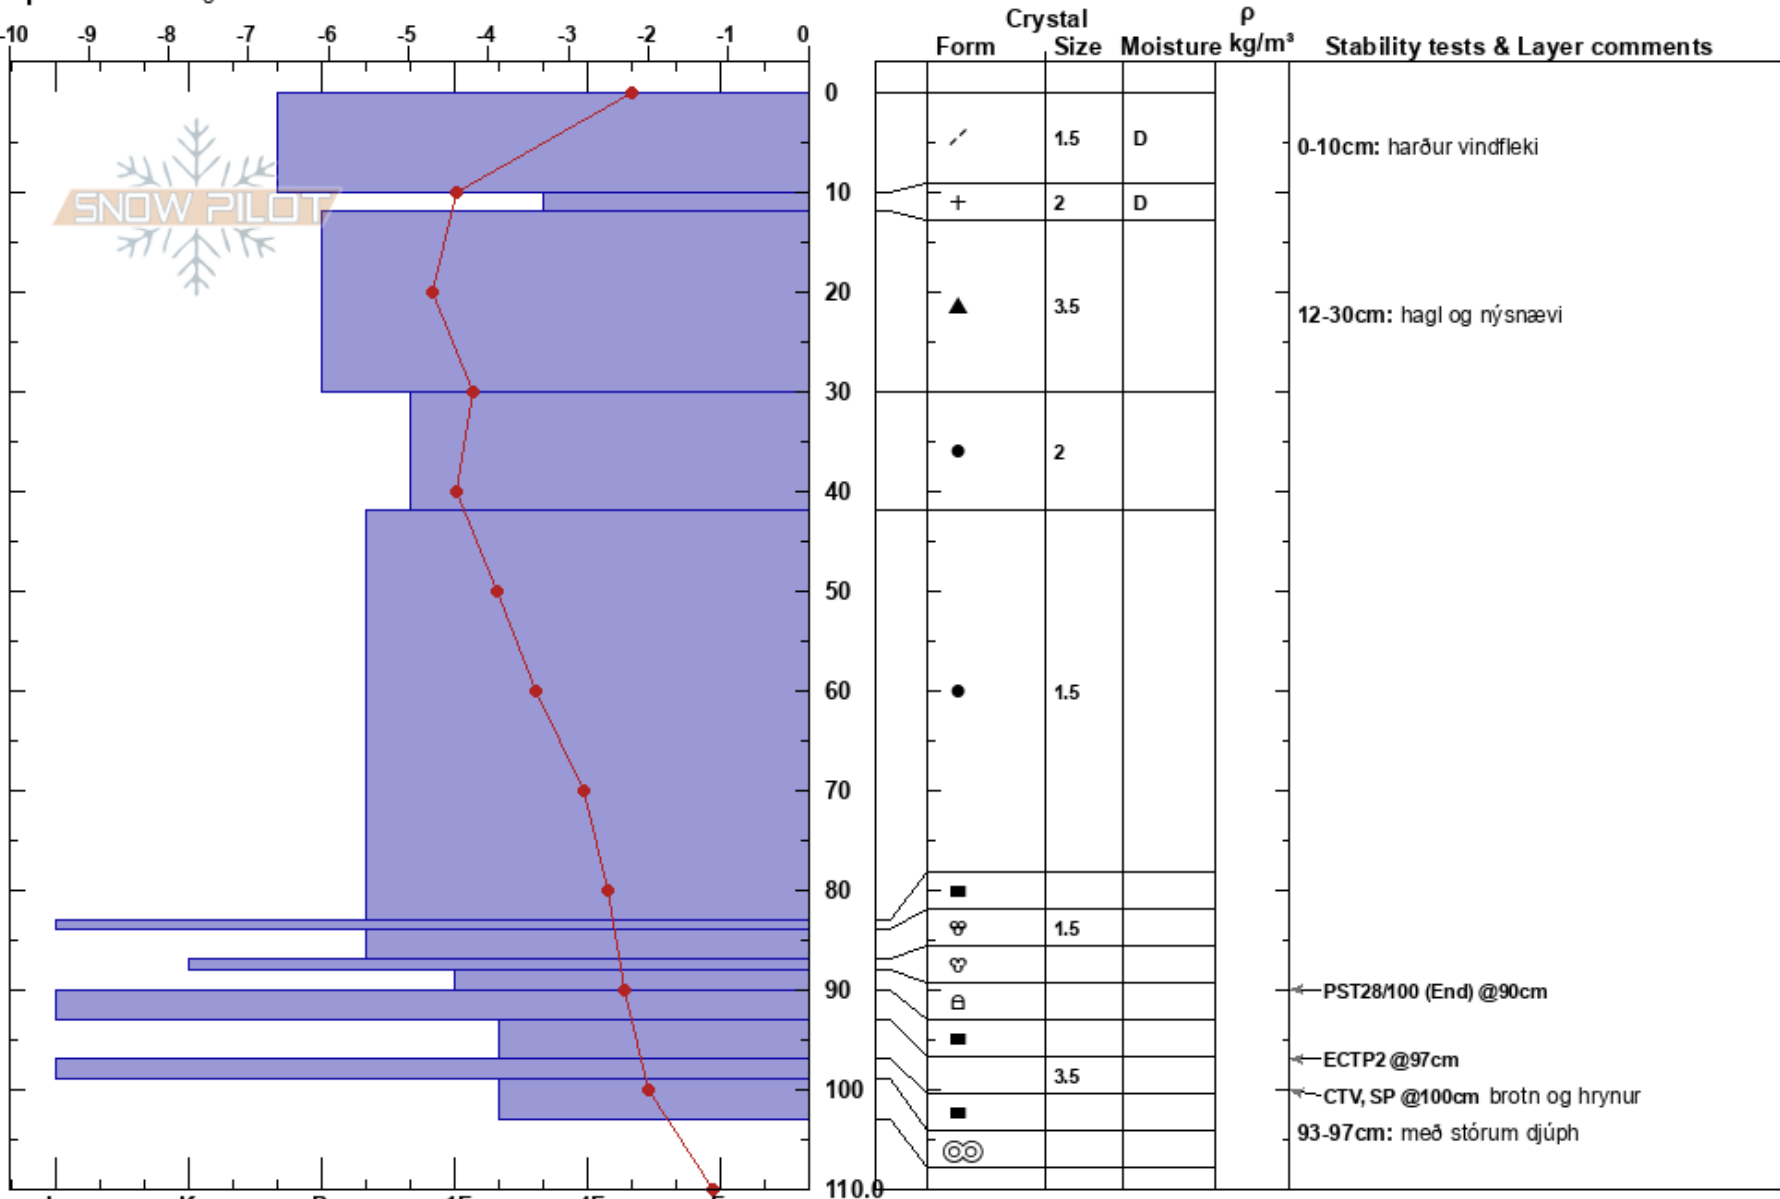 Crystal ρ
-10 -9 -8 -7 -6 -5 -4 -3 -2 -1 0 Form Size Moisture kg/m³ Stability tests & Layer comments
0
1.5 D 0-10cm: harður vindfleki
10
SNOW PILOT + 2 D
20
3.5 12-30cm: hagl og nýsnævi
30
2
40
50
60 1.5
70
80
1.5
90 PST28/100 (End) @90cm
ECTP2 @97cm
3.5
100 CTV, SP @100cm brotn og hrynur
93-97cm: með stórum djúph
110.0